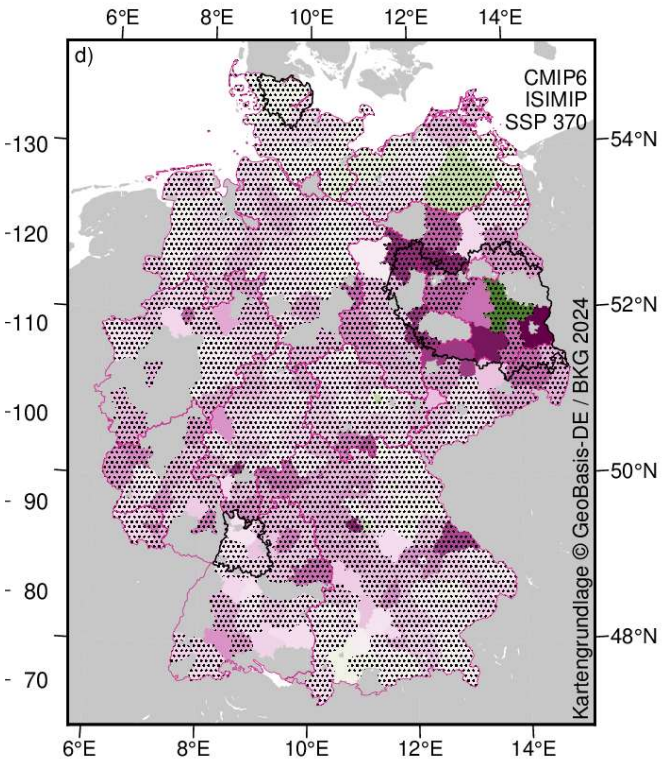 6°E 8°E 10°E 12°E 14°E
d)
CMIP6
ISIMIP
SSP 370
-130
54°N
-120
52°N
-110
-100
50°N
- 90
- 80
48°N
- 70
Kartengrundlage © GeoBasis-DE / BKG 2024
6°E 8°E 10°E 12°E 14°E